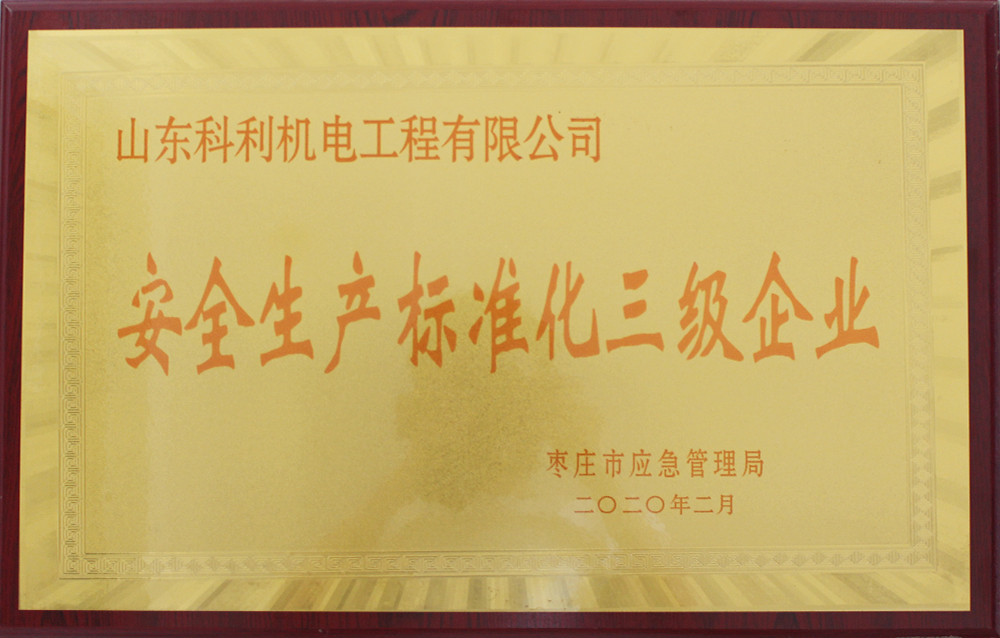 山东科利机电工程有限公司
安全生产标准化三级企业
枣庄市应急管理局
二〇二〇年二月